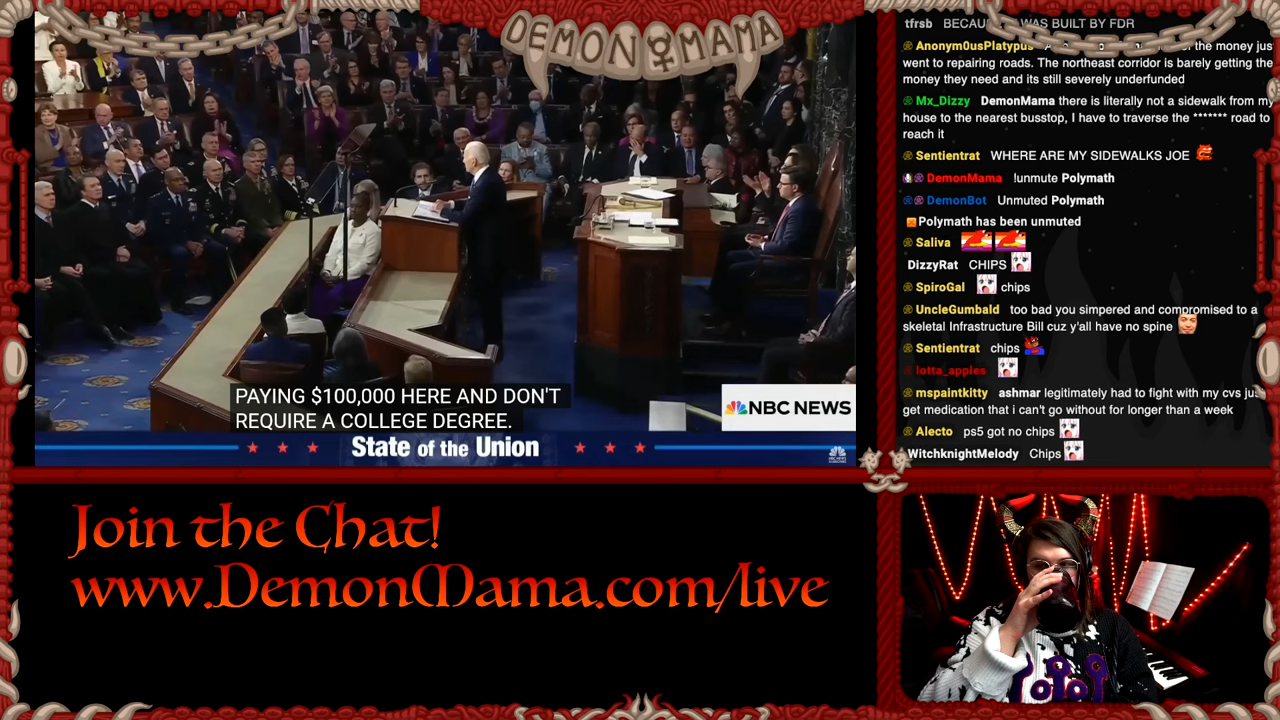 DEMON MAMA
PAYING $100,000 HERE AND DON'T
REQUIRE A COLLEGE DEGREE.
NBC NEWS
State of the Union
tfrsb WAS BUILT BY FDR
Anonym0usPlatypus the money jus
went to repairing roads. The northeast corridor is barely getting the
money they need and its still severely underfunded
Mx_Dizzy DemonMama there is literally not a sidewalk from my
house to the nearest busstop, I have to traverse the ******* road to
reach it
Sentientrat WHERE ARE MY SIDEWALKS JOE
DemonMama !unmute Polymath
DemonBot Unmuted Polymath
Polymath has been unmuted
Saliva
DizzyRat CHIPS
SpiroGal chips
UncleGumbald too bad you simpered and compromised to a
skeletal Infrastructure Bill cuz y'all have no spine
Sentientrat chips
lotta_apples
mspaintkitty ashmar legitimately had to fight with my cvs jus
get medication that i can't go without for longer than a week
Alecto ps5 got no chips
WitchknightMelody Chips
Join the Chat!
www.DemonMama.com/live